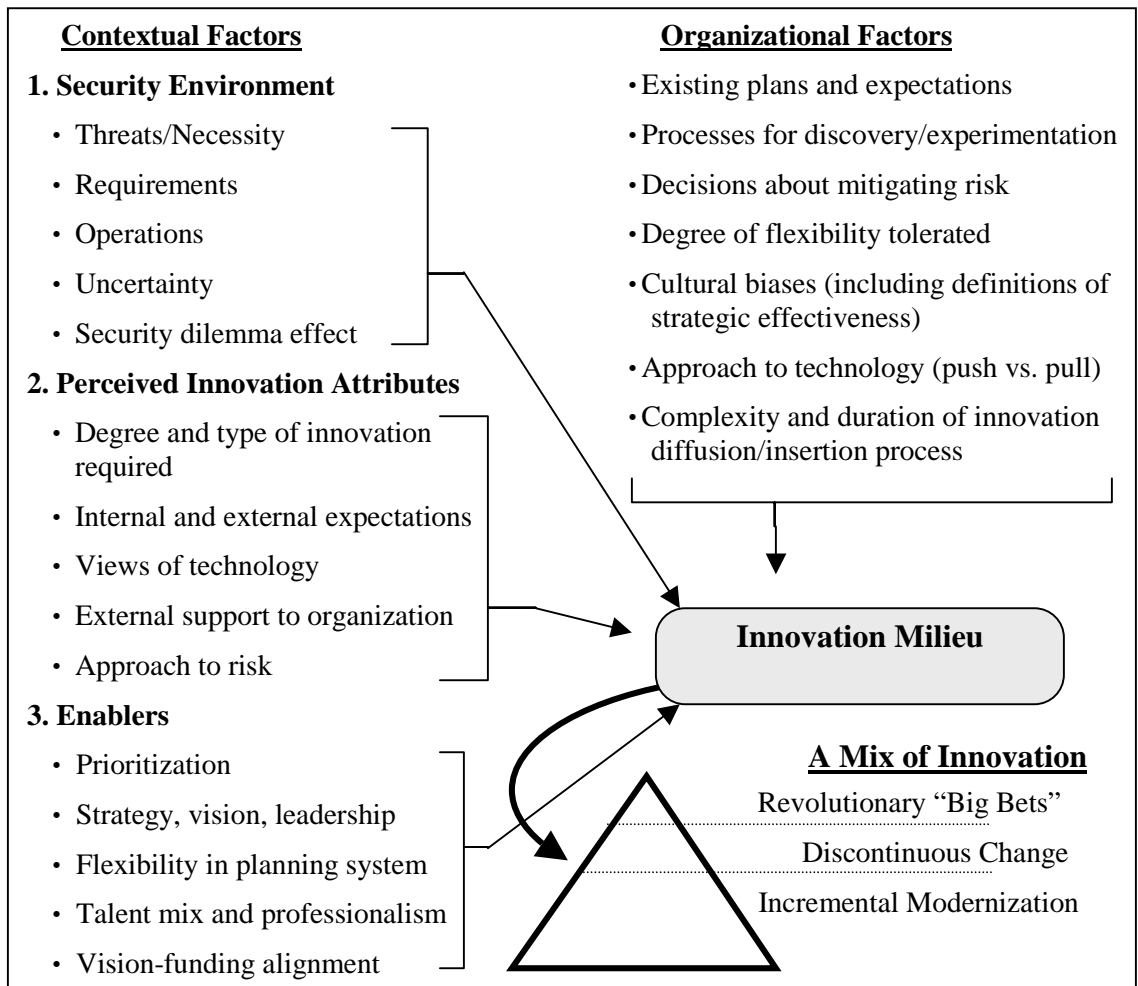 Contextual Factors
1. Security Environment
• Threats/Necessity
• Requirements
• Operations
• Uncertainty
• Security dilemma effect
2. Perceived Innovation Attributes
• Degree and type of innovation
required
• Internal and external expectations
• Views of technology
• External support to organization
• Approach to risk
3. Enablers
• Prioritization
• Strategy, vision, leadership
• Flexibility in planning system
• Talent mix and professionalism
• Vision-funding alignment
Organizational Factors
• Existing plans and expectations
• Processes for discovery/experimentation
• Decisions about mitigating risk
• Degree of flexibility tolerated
• Cultural biases (including definitions of
strategic effectiveness)
• Approach to technology (push vs. pull)
• Complexity and duration of innovation
diffusion/insertion process
Innovation Milieu
A Mix of Innovation
Revolutionary “Big Bets”
Discontinuous Change
Incremental Modernization